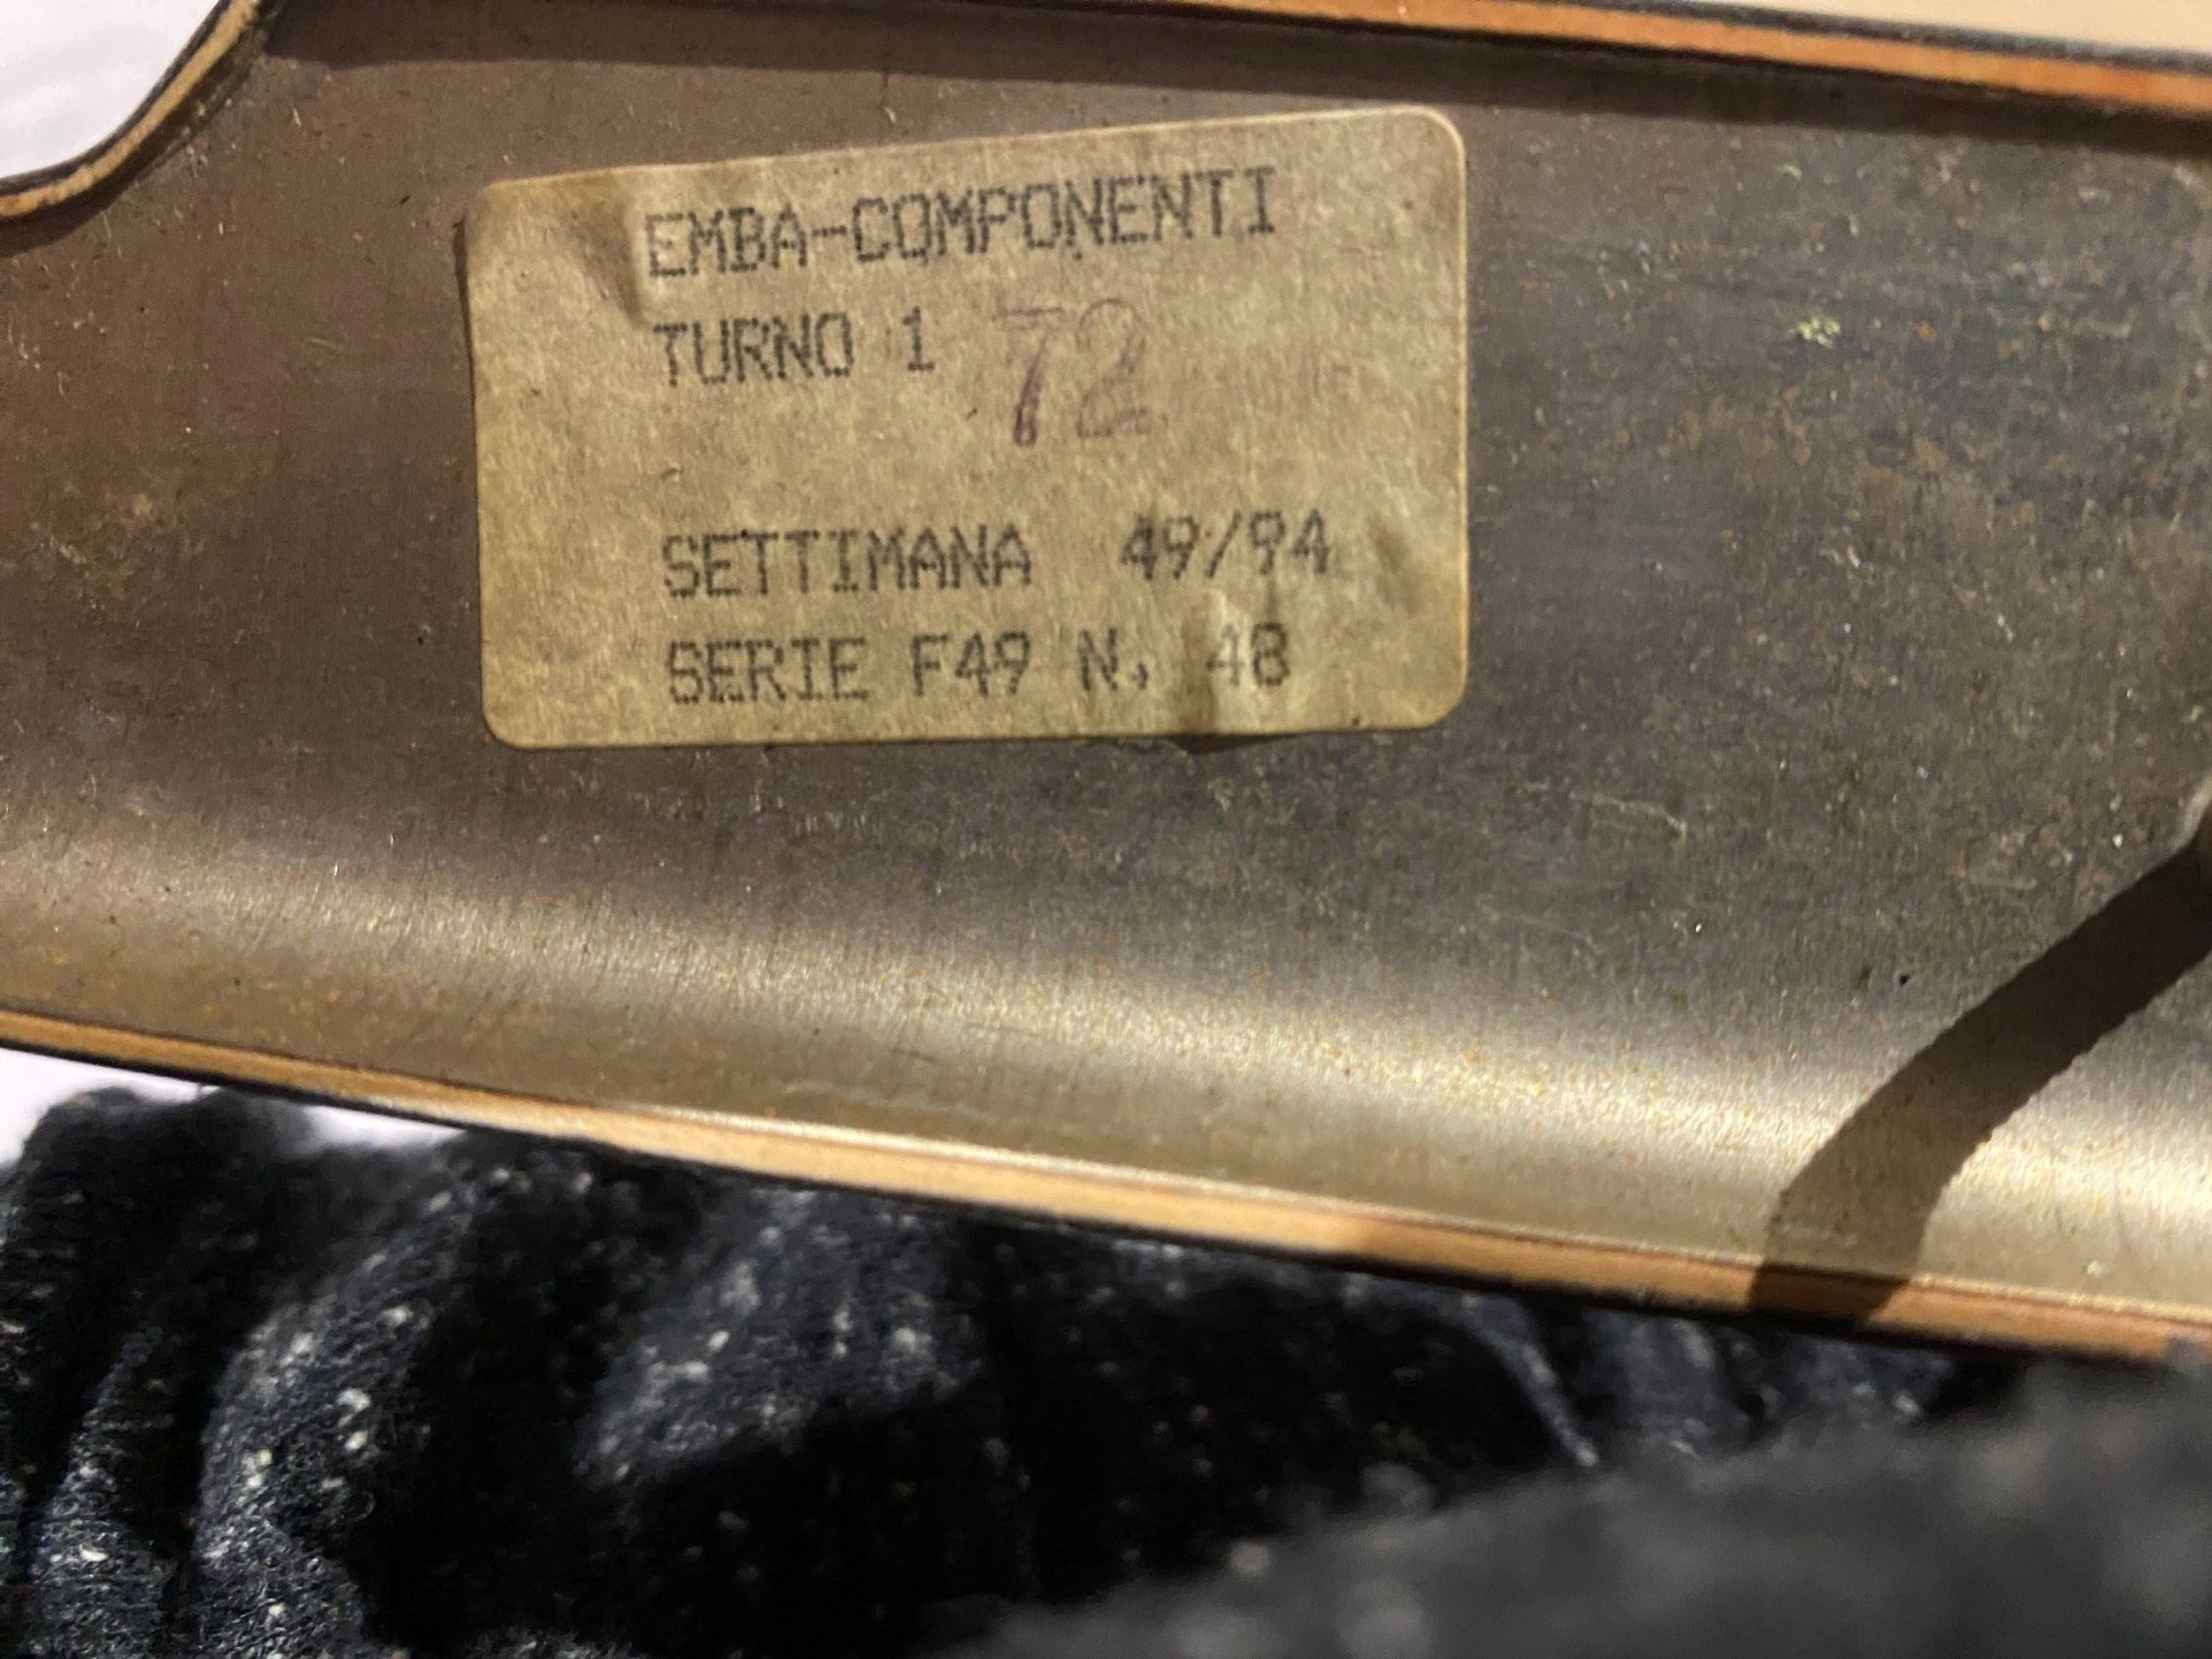 EMBA-COMPONENTI
TURNO 1 72
SETTIMANA 49/94
SERIE F49 N. 48